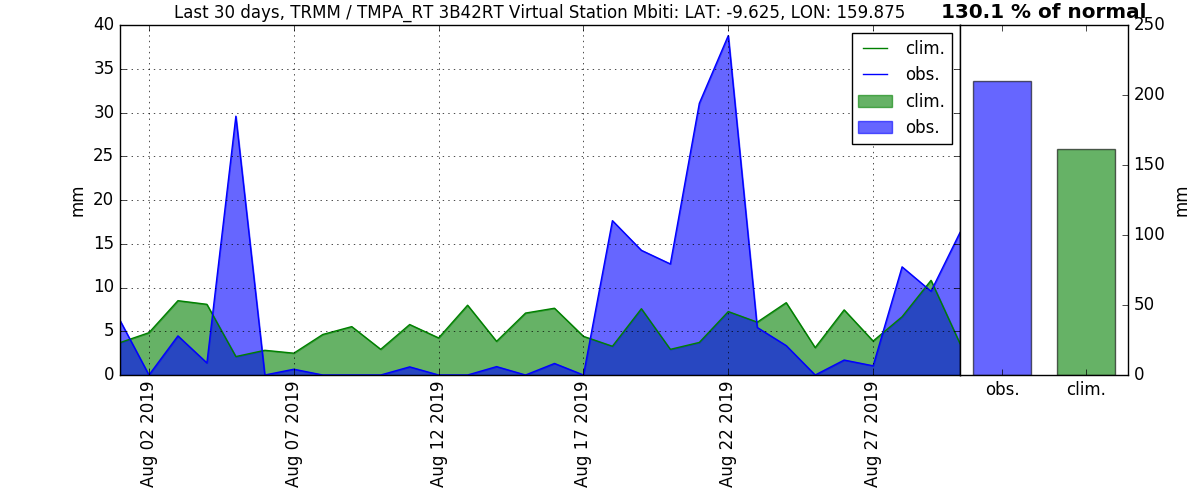 Last 30 days, TRMM / TMPA_RT 3B42RT Virtual Station Mbiti: LAT: -9.625, LON: 159.875
130.1 % of normal
40
35
30
25
20
15
10
5
0
mm
clim.
obs.
clim.
obs.
Aug 02 2019
Aug 07 2019
Aug 12 2019
Aug 17 2019
Aug 22 2019
Aug 27 2019
250
200
150
100
50
0
mm
obs.
clim.